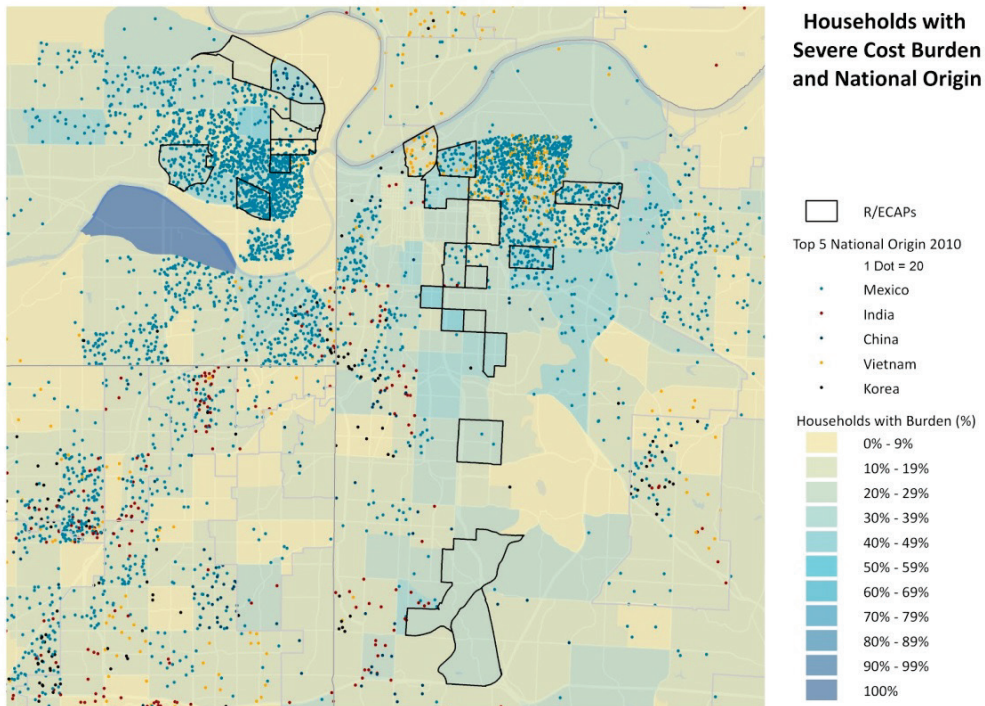 Households with
Severe Cost Burden
and National Origin
R/ECAPs
Top 5 National Origin 2010
1 Dot = 20
Mexico
India
China
Vietnam
Korea
Households with Burden (%)
0% - 9%
10% - 19%
20% - 29%
30% - 39%
40% - 49%
50% - 59%
60% - 69%
70% - 79%
80% - 89%
90% - 99%
100%